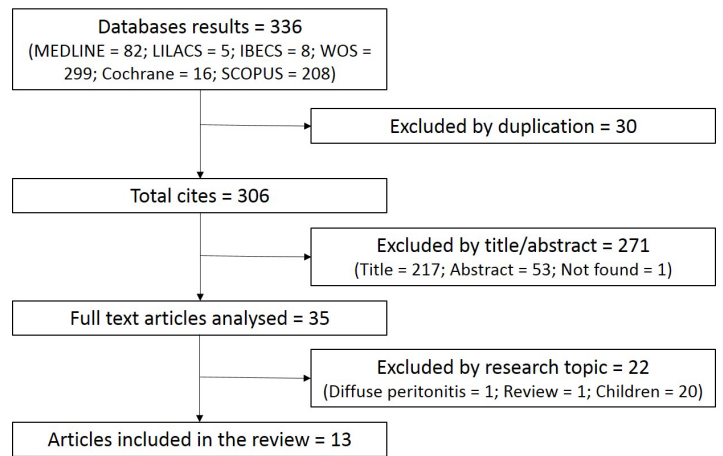 Databases results = 336
(MEDLINE = 82; LILACS = 5; IBECS = 8; WOS =
299; Cochrane = 16; SCOPUS = 208)
Excluded by duplication = 30
Total cites = 306
Excluded by title/abstract = 271
(Title = 217; Abstract = 53; Not found = 1)
Full text articles analysed = 35
Excluded by research topic = 22
(Diffuse peritonitis = 1; Review = 1; Children = 20)
Articles included in the review = 13